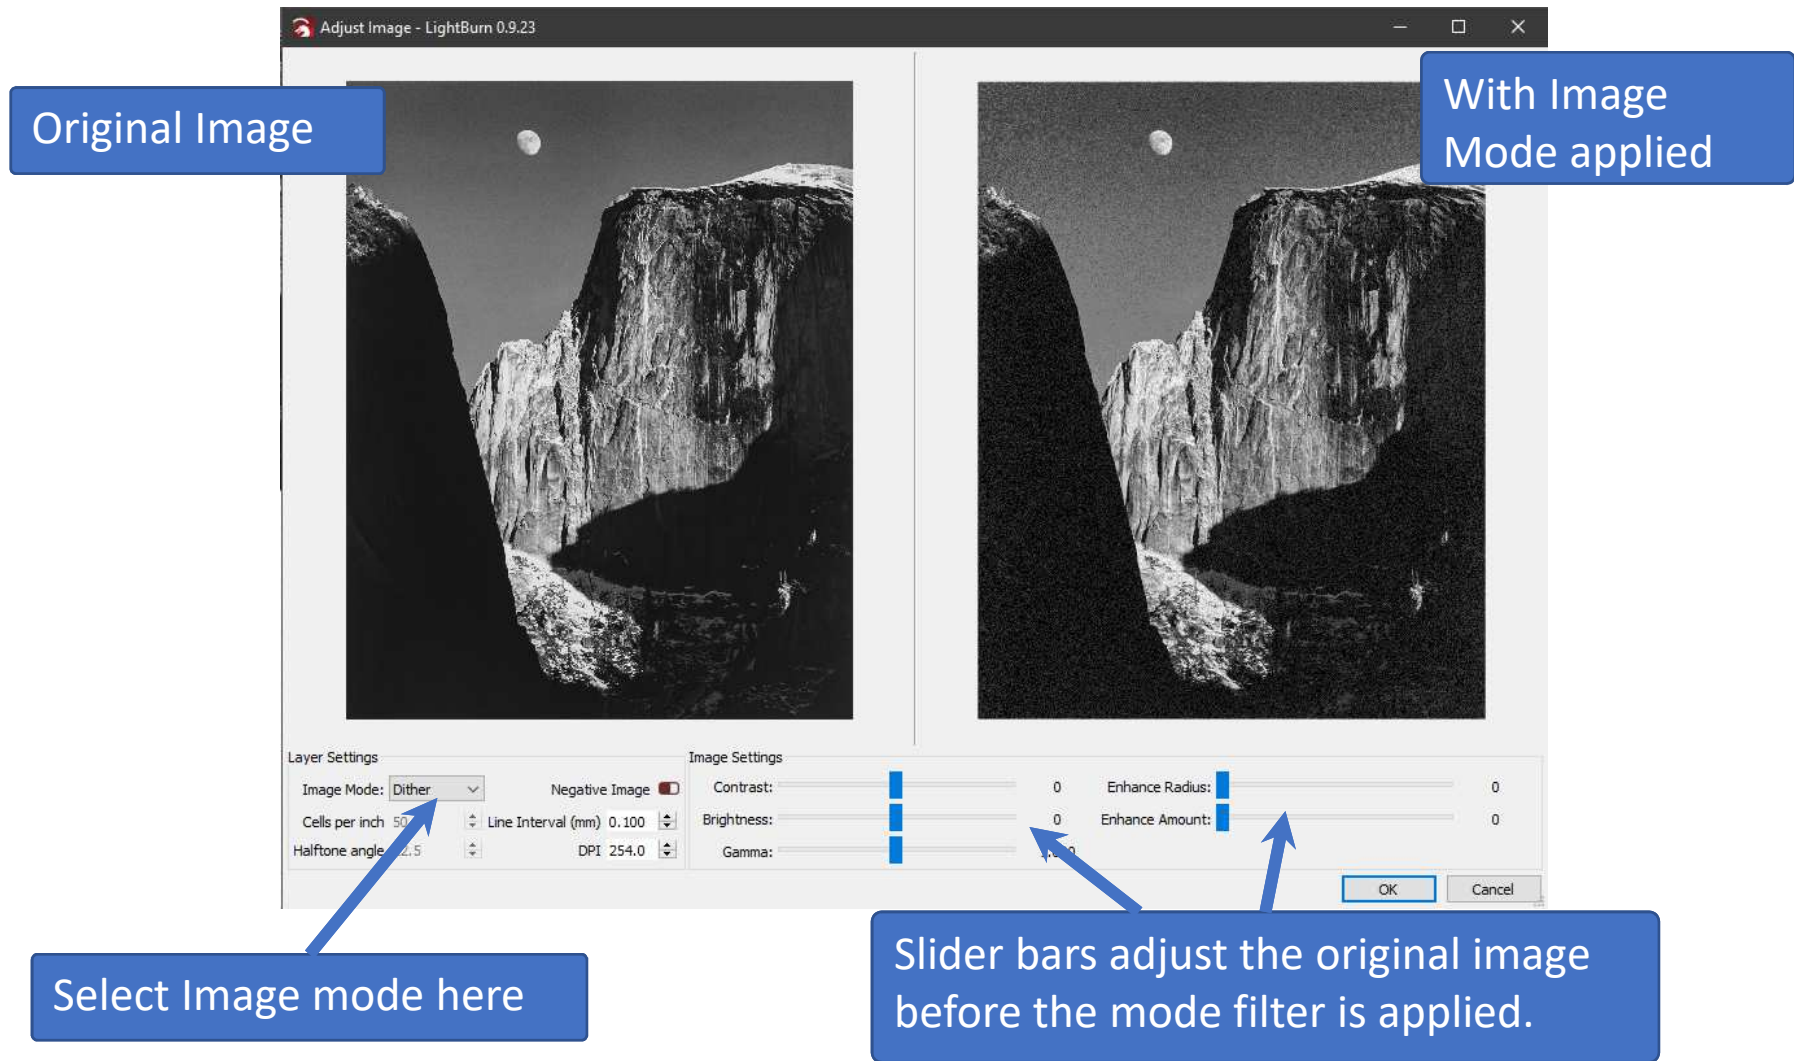 Adjust Image - LightBurn 0.9.23
Original Image
With Image
Mode applied
Layer Settings
Image Mode: Dither
Negative Image
Cells per inch 50
Line Interval (mm) 0.100
Halftone angle 2.5
DPI 254.0
Image Settings
Contrast: 0
Brightness: 0
Gamma:
Enhance Radius: 0
Enhance Amount: 0
OK
Cancel
Select Image mode here
Slider bars adjust the original image
before the mode filter is applied.